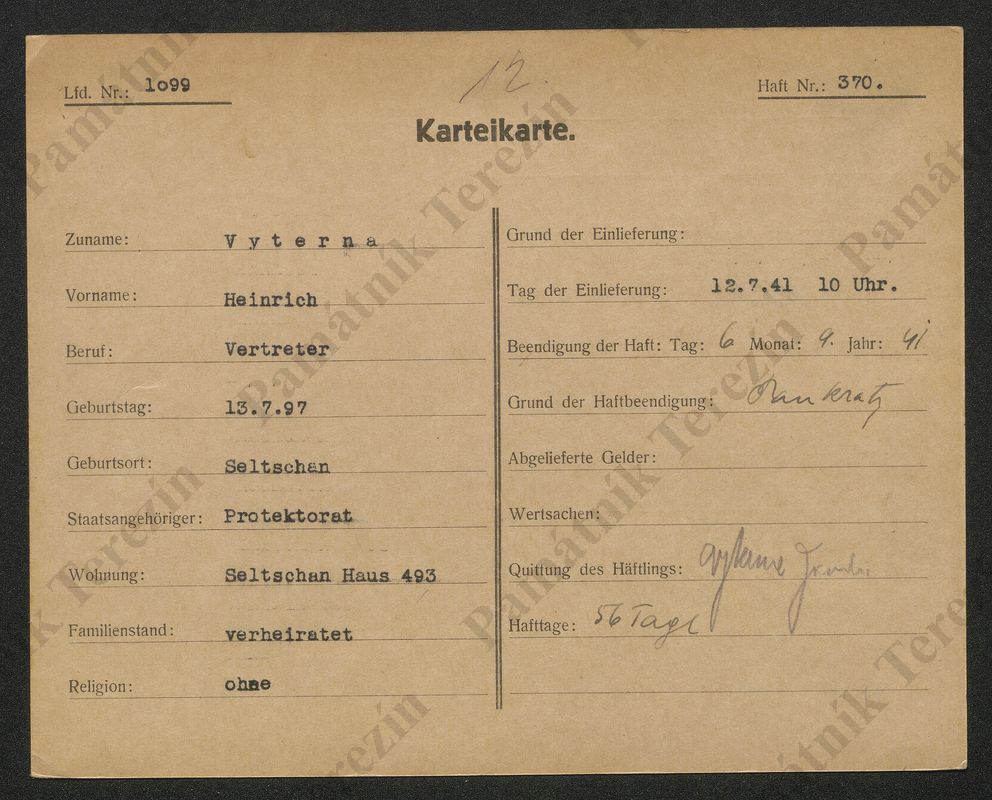 Lfd. Nr.: 1o99
12.
Haft Nr.: 370.
Karteikarte.
Zuname: Vyterna
Vorname: Heinrich
Beruf: Vertreter
Geburtstag: 13.7.97
Geburtsort: Seltschan
Staatsangehöriger: Protektorat
Wohnung: Seltschan Haus 493
Familienstand: verheiratet
Religion: ohne
Grund der Einlieferung:
Tag der Einlieferung: 12.7.41 10 Uhr.
Beendigung der Haft: Tag: 6 Monat: 9. Jahr: 41
Grund der Haftbeendigung: Pankratz
Abgelieferte Gelder:
Wertsachen:
Quittung des Häftlings:
Hafttage: 56 Tage
Památník Terezín